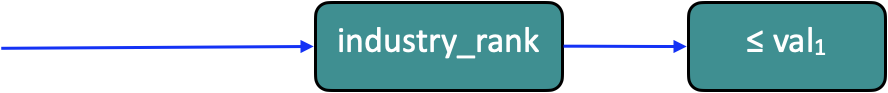 industry_rank
≤ val₁